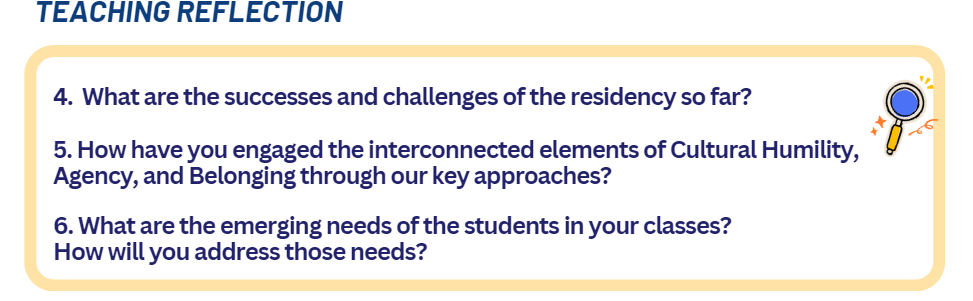 TEACHING REFLECTION
4. What are the successes and challenges of the residency so far?
5. How have you engaged the interconnected elements of Cultural Humility,
Agency, and Belonging through our key approaches?
6. What are the emerging needs of the students in your classes?
How will you address those needs?